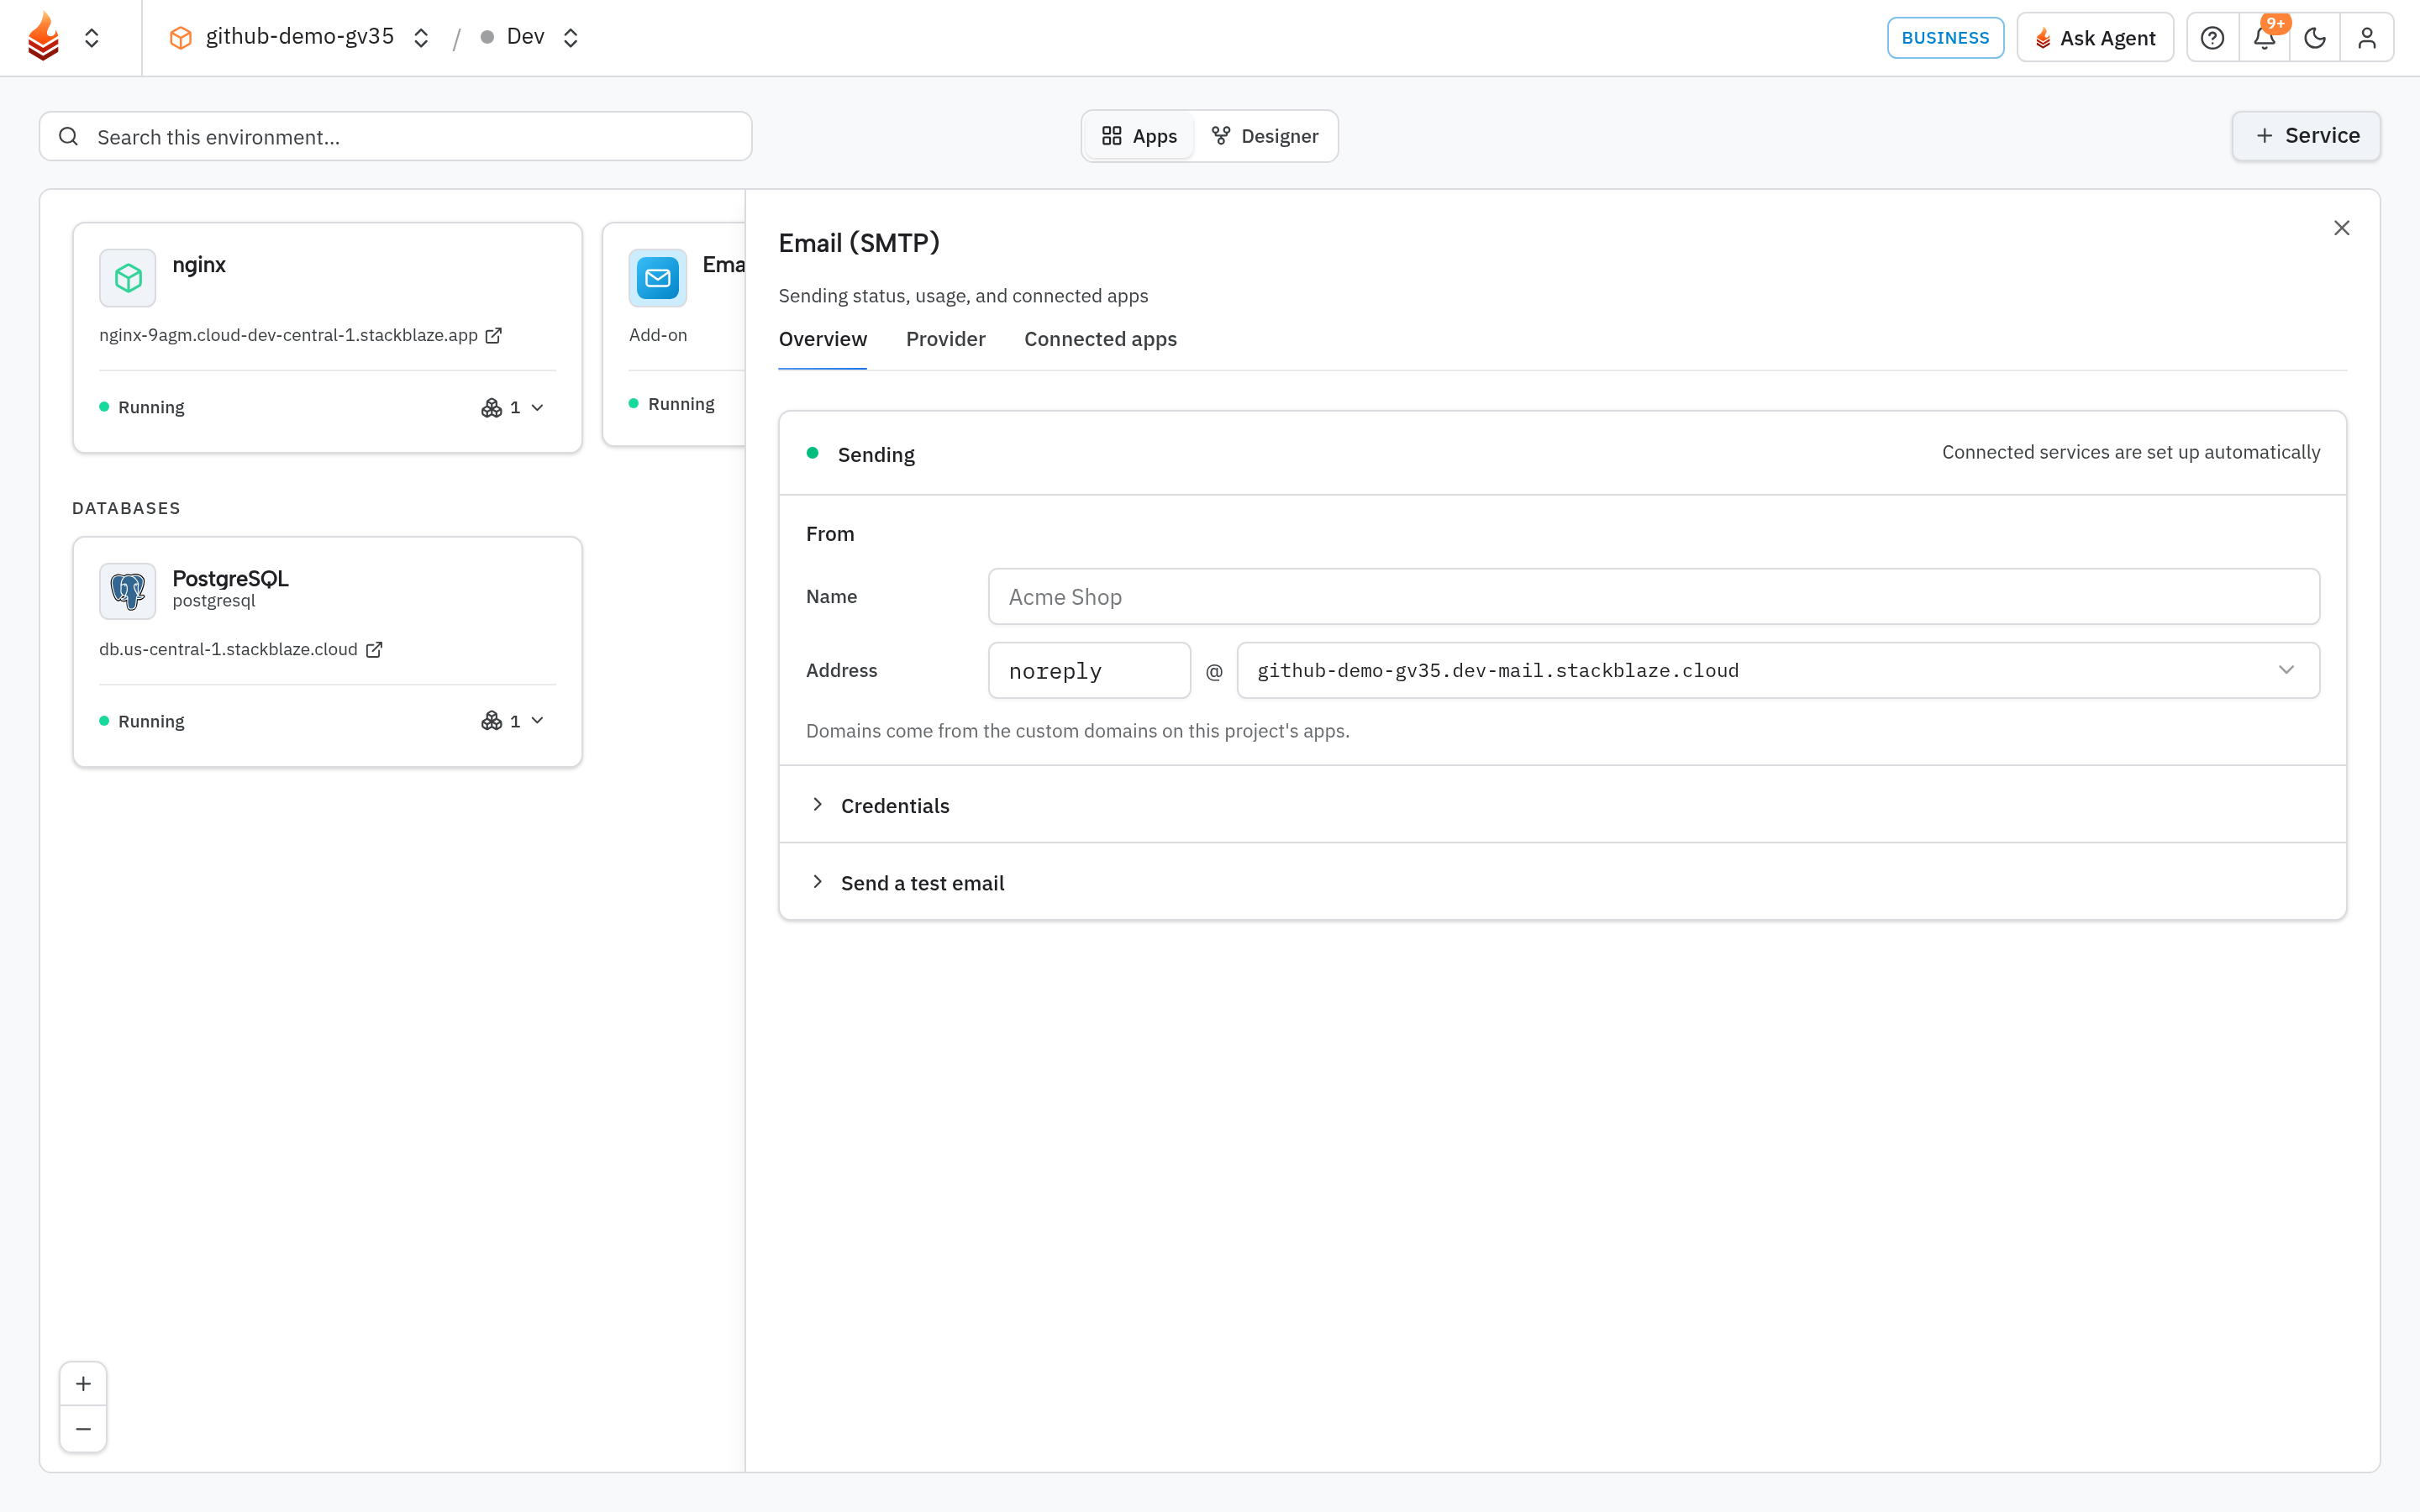 github-demo-gv35 / Dev
BUSINESS
Ask Agent
9+
Search this environment...
Apps
Designer
+ Service
nginx
nginx-9agm.cloud-dev-central-1.stackblaze.app
Running
1
Ema
Add-on
Running
DATABASES
PostgreSQL
postgresql
db.us-central-1.stackblaze.cloud
Running
1
Email (SMTP)
Sending status, usage, and connected apps
Overview
Provider
Connected apps
Sending
Connected services are set up automatically
From
Name
Acme Shop
Address
noreply
@
github-demo-gv35.dev-mail.stackblaze.cloud
Domains come from the custom domains on this project's apps.
Credentials
Send a test email